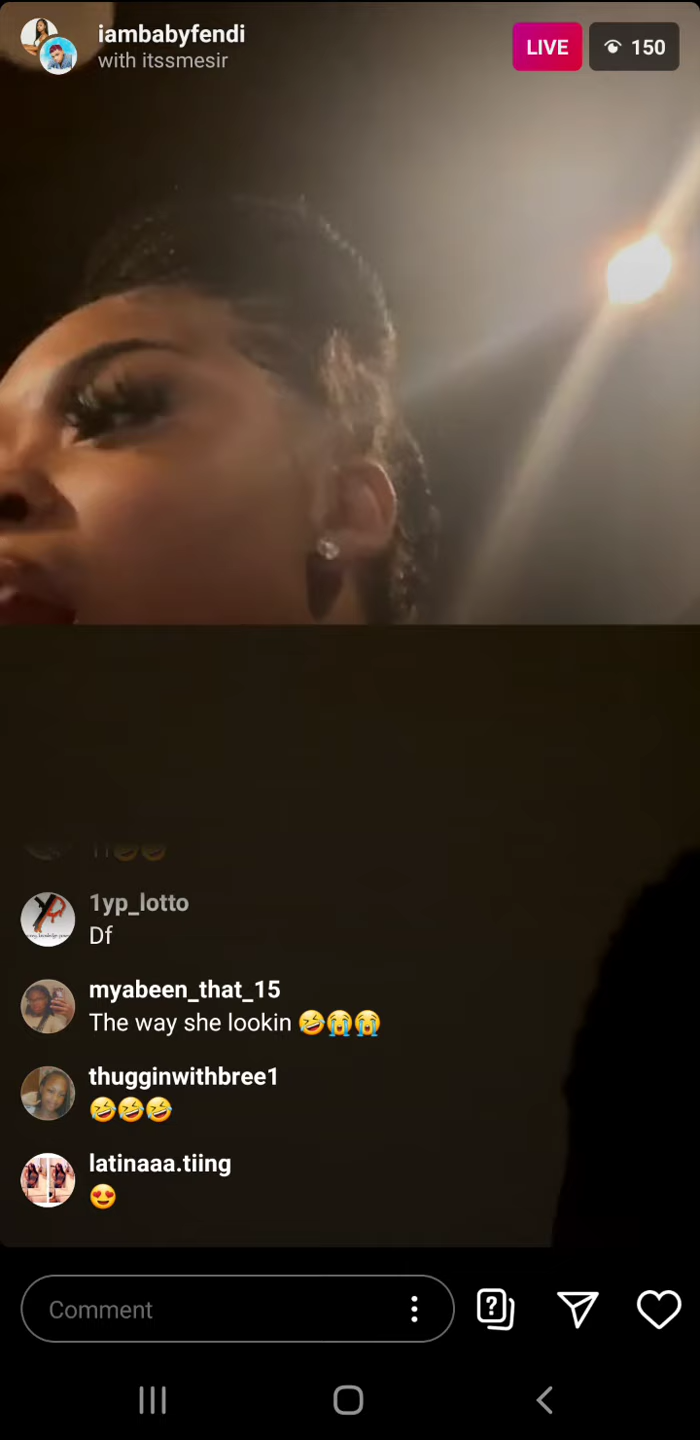 iambabyfendi
with itssmesir
LIVE
150
1yp_lotto
Df
myabeen_that_15
The way she lookin 🤣😭😭
thugginwithbree1
🤣🤣🤣
latinaaa.tiing
😍
Comment